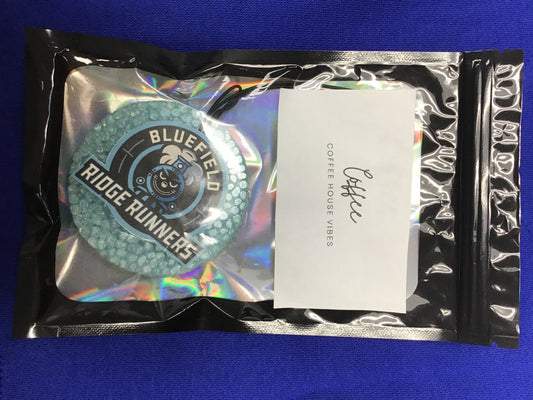 BLUEFIELD
RIDGE RUNNERS
Coffee
COFFEE HOUSE VIBES